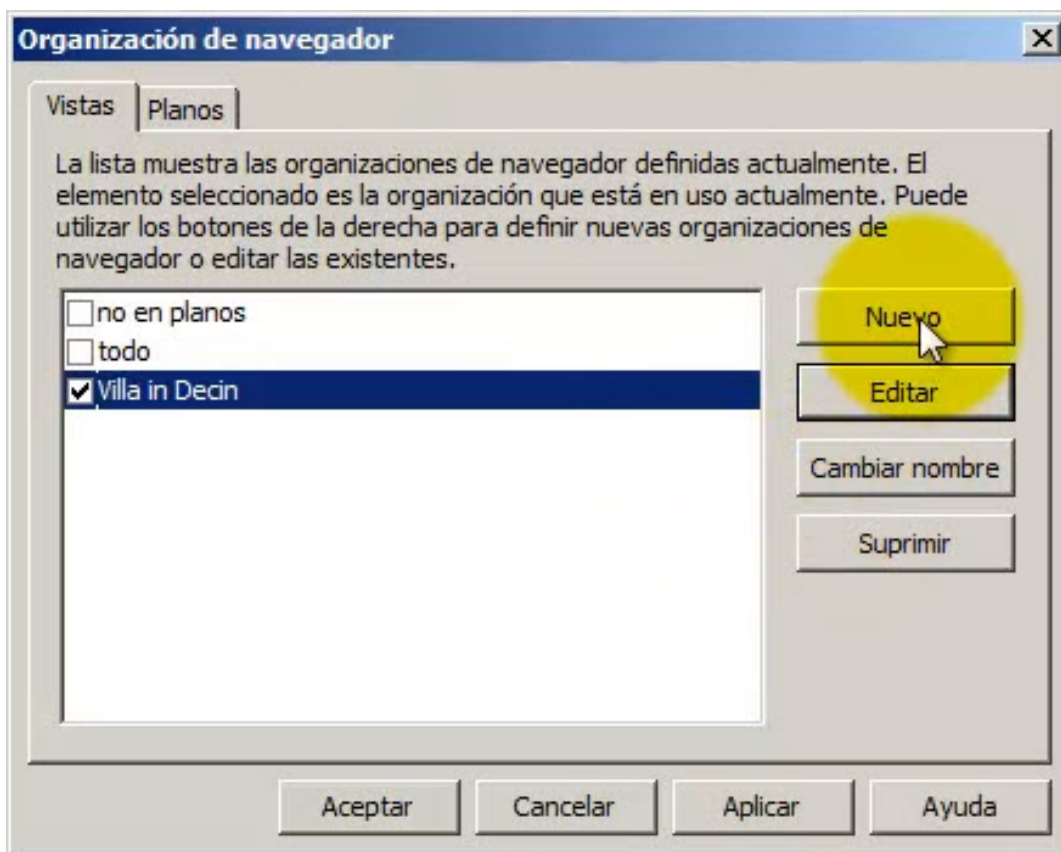 Organización de navegador
Vistas
Planos
La lista muestra las organizaciones de navegador definidas actualmente. El
elemento seleccionado es la organización que está en uso actualmente. Puede
utilizar los botones de la derecha para definir nuevas organizaciones de
navegador o editar las existentes.
no en planos
todo
Villa in Decin
Nuevo
Editar
Cambiar nombre
Suprimir
Aceptar
Cancelar
Aplicar
Ayuda